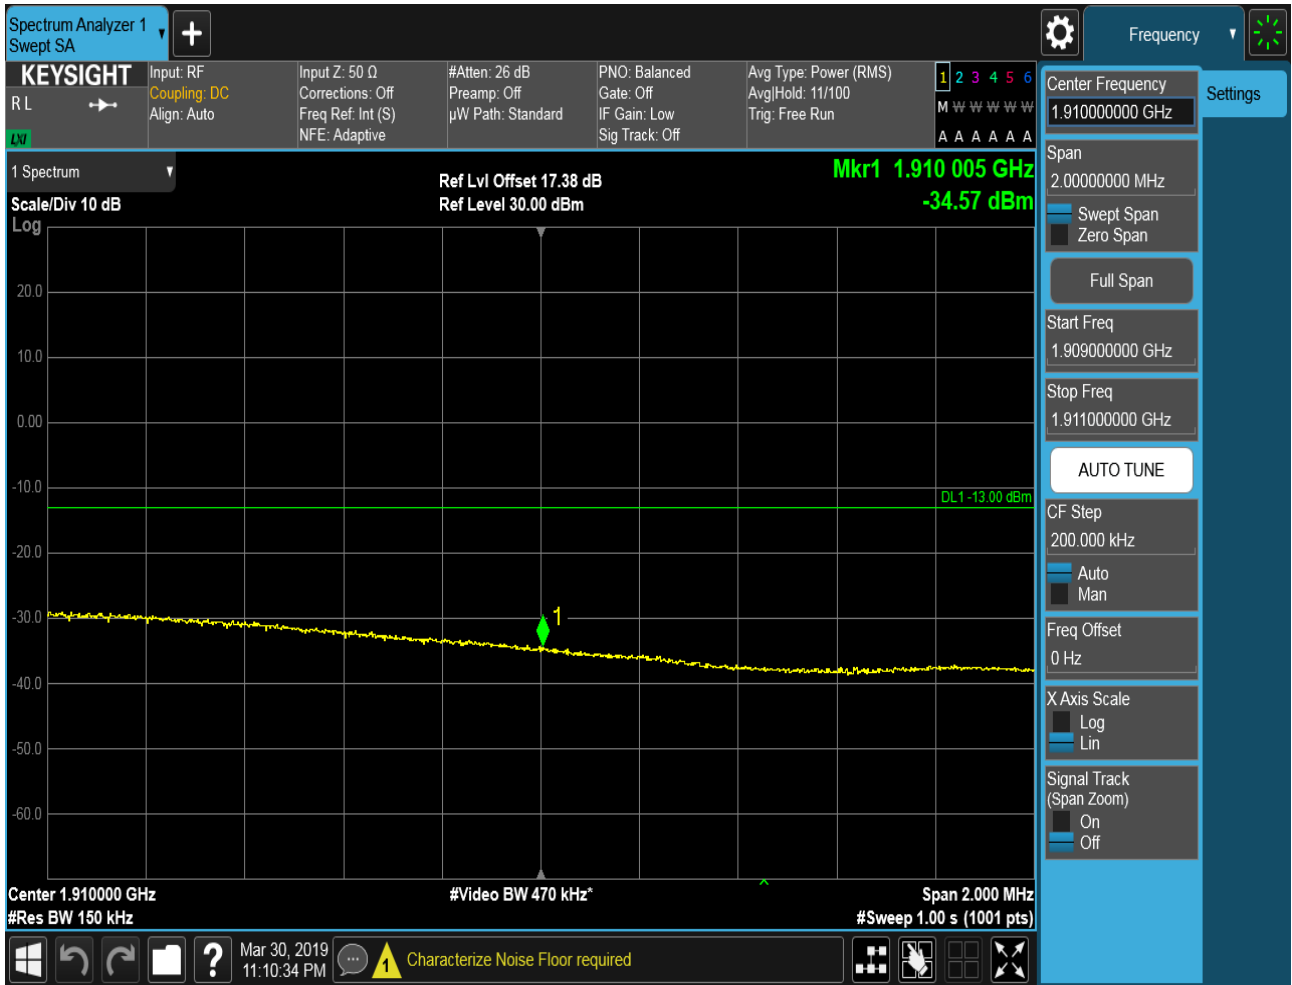 Spectrum Analyzer 1
Swept SA
+
Frequency
KEYSIGHT
R L
LXI
Input: RF
Coupling: DC
Align: Auto
Input Z: 50 Ω
Corrections: Off
Freq Ref: Int (S)
NFE: Adaptive
#Atten: 26 dB
Preamp: Off
µW Path: Standard
PNO: Balanced
Gate: Off
IF Gain: Low
Sig Track: Off
Avg Type: Power (RMS)
Avg|Hold: 11/100
Trig: Free Run
1 2 3 4 5 6
M W W W W W
A A A A A A
1 Spectrum
Scale/Div 10 dB
Log
Ref Lvl Offset 17.38 dB
Ref Level 30.00 dBm
Mkr1 1.910 005 GHz
-34.57 dBm
20.0
10.0
0.00
-10.0
DL1 -13.00 dBm
-20.0
-30.0
1
-40.0
-50.0
-60.0
Center 1.910000 GHz
#Video BW 470 kHz*
Span 2.000 MHz
#Res BW 150 kHz
#Sweep 1.00 s (1001 pts)
?
Mar 30, 2019
11:10:34 PM
1
Characterize Noise Floor required
Center Frequency
1.910000000 GHz
Settings
Span
2.00000000 MHz
Swept Span
Zero Span
Full Span
Start Freq
1.909000000 GHz
Stop Freq
1.911000000 GHz
AUTO TUNE
CF Step
200.000 kHz
Auto
Man
Freq Offset
0 Hz
X Axis Scale
Log
Lin
Signal Track
(Span Zoom)
On
Off